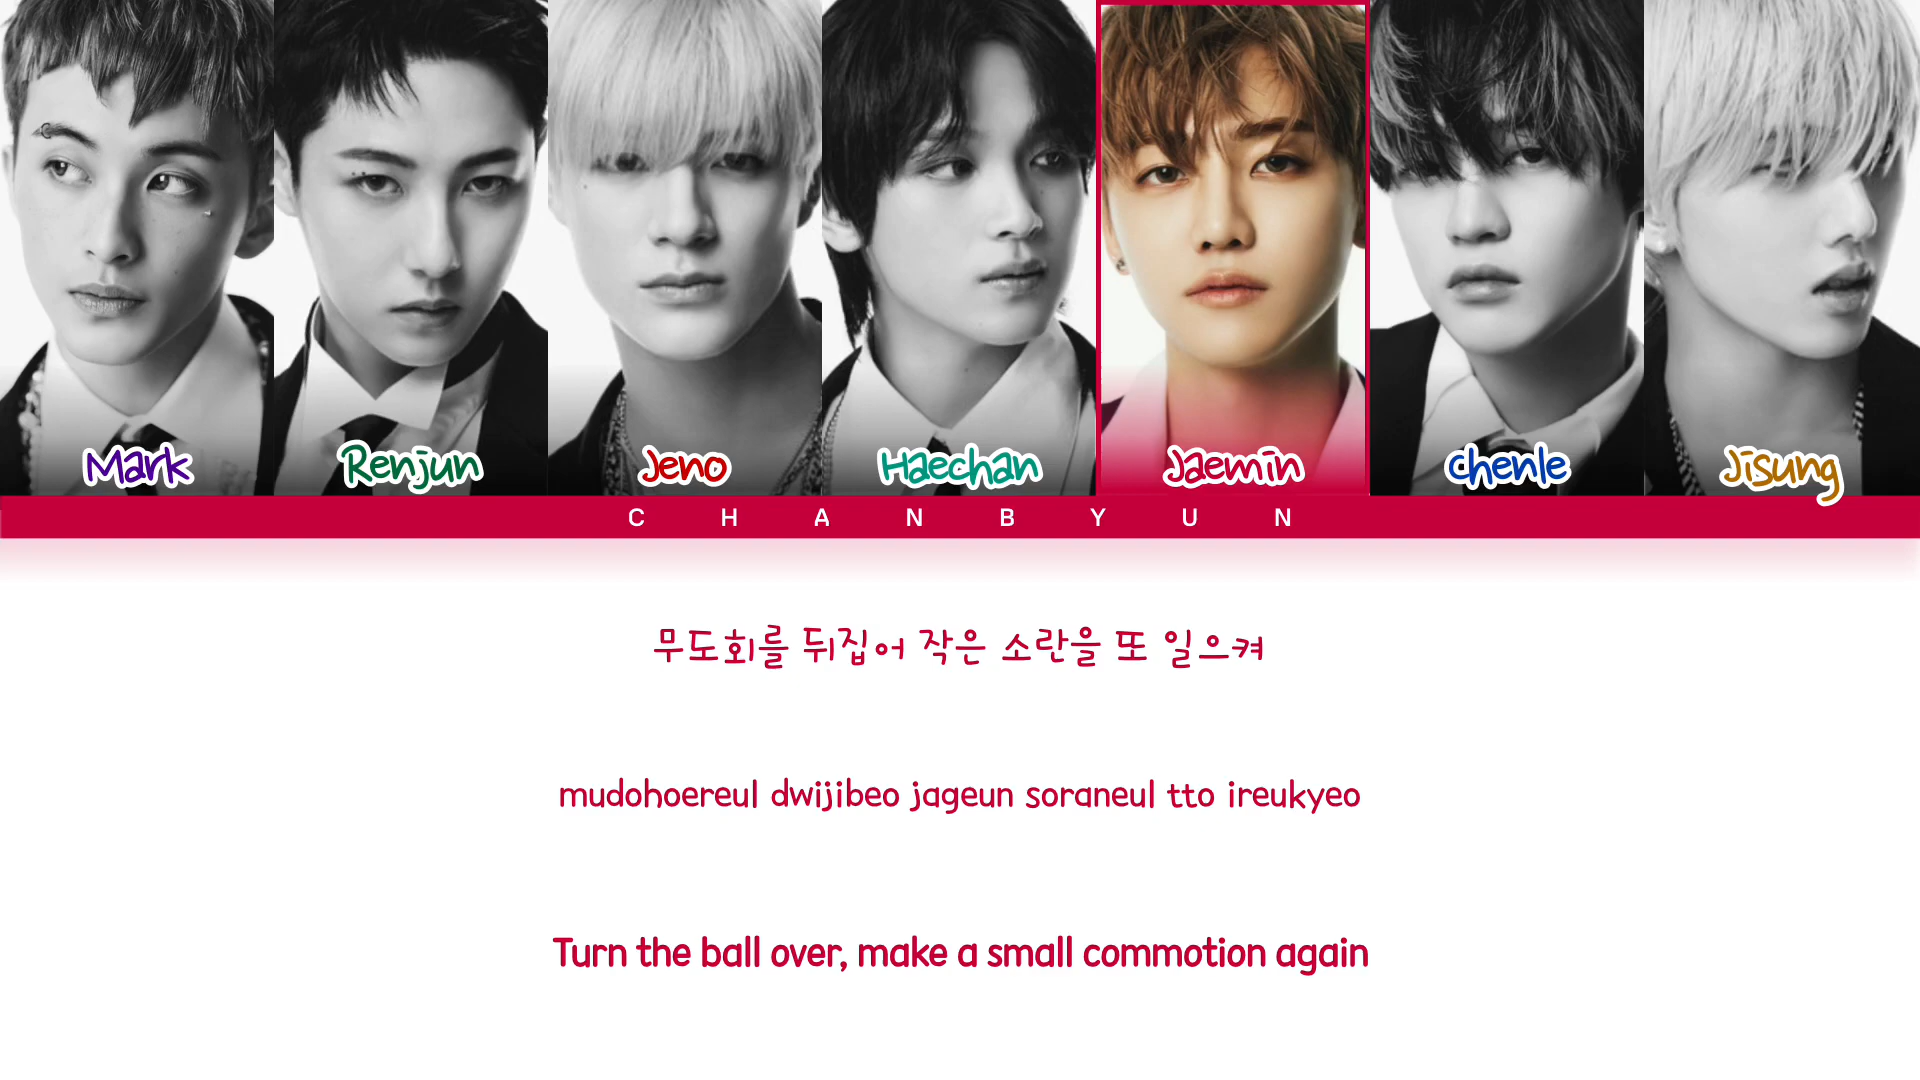 Mark Renjun Jeno Haechan Jaemin Chenle Jisung
CHANBYUN
무도회를 뒤집어 작은 소란을 또 일으켜
mudohoereul dwijibeo jageun soraneul tto ireukyeo
Turn the ball over, make a small commotion again